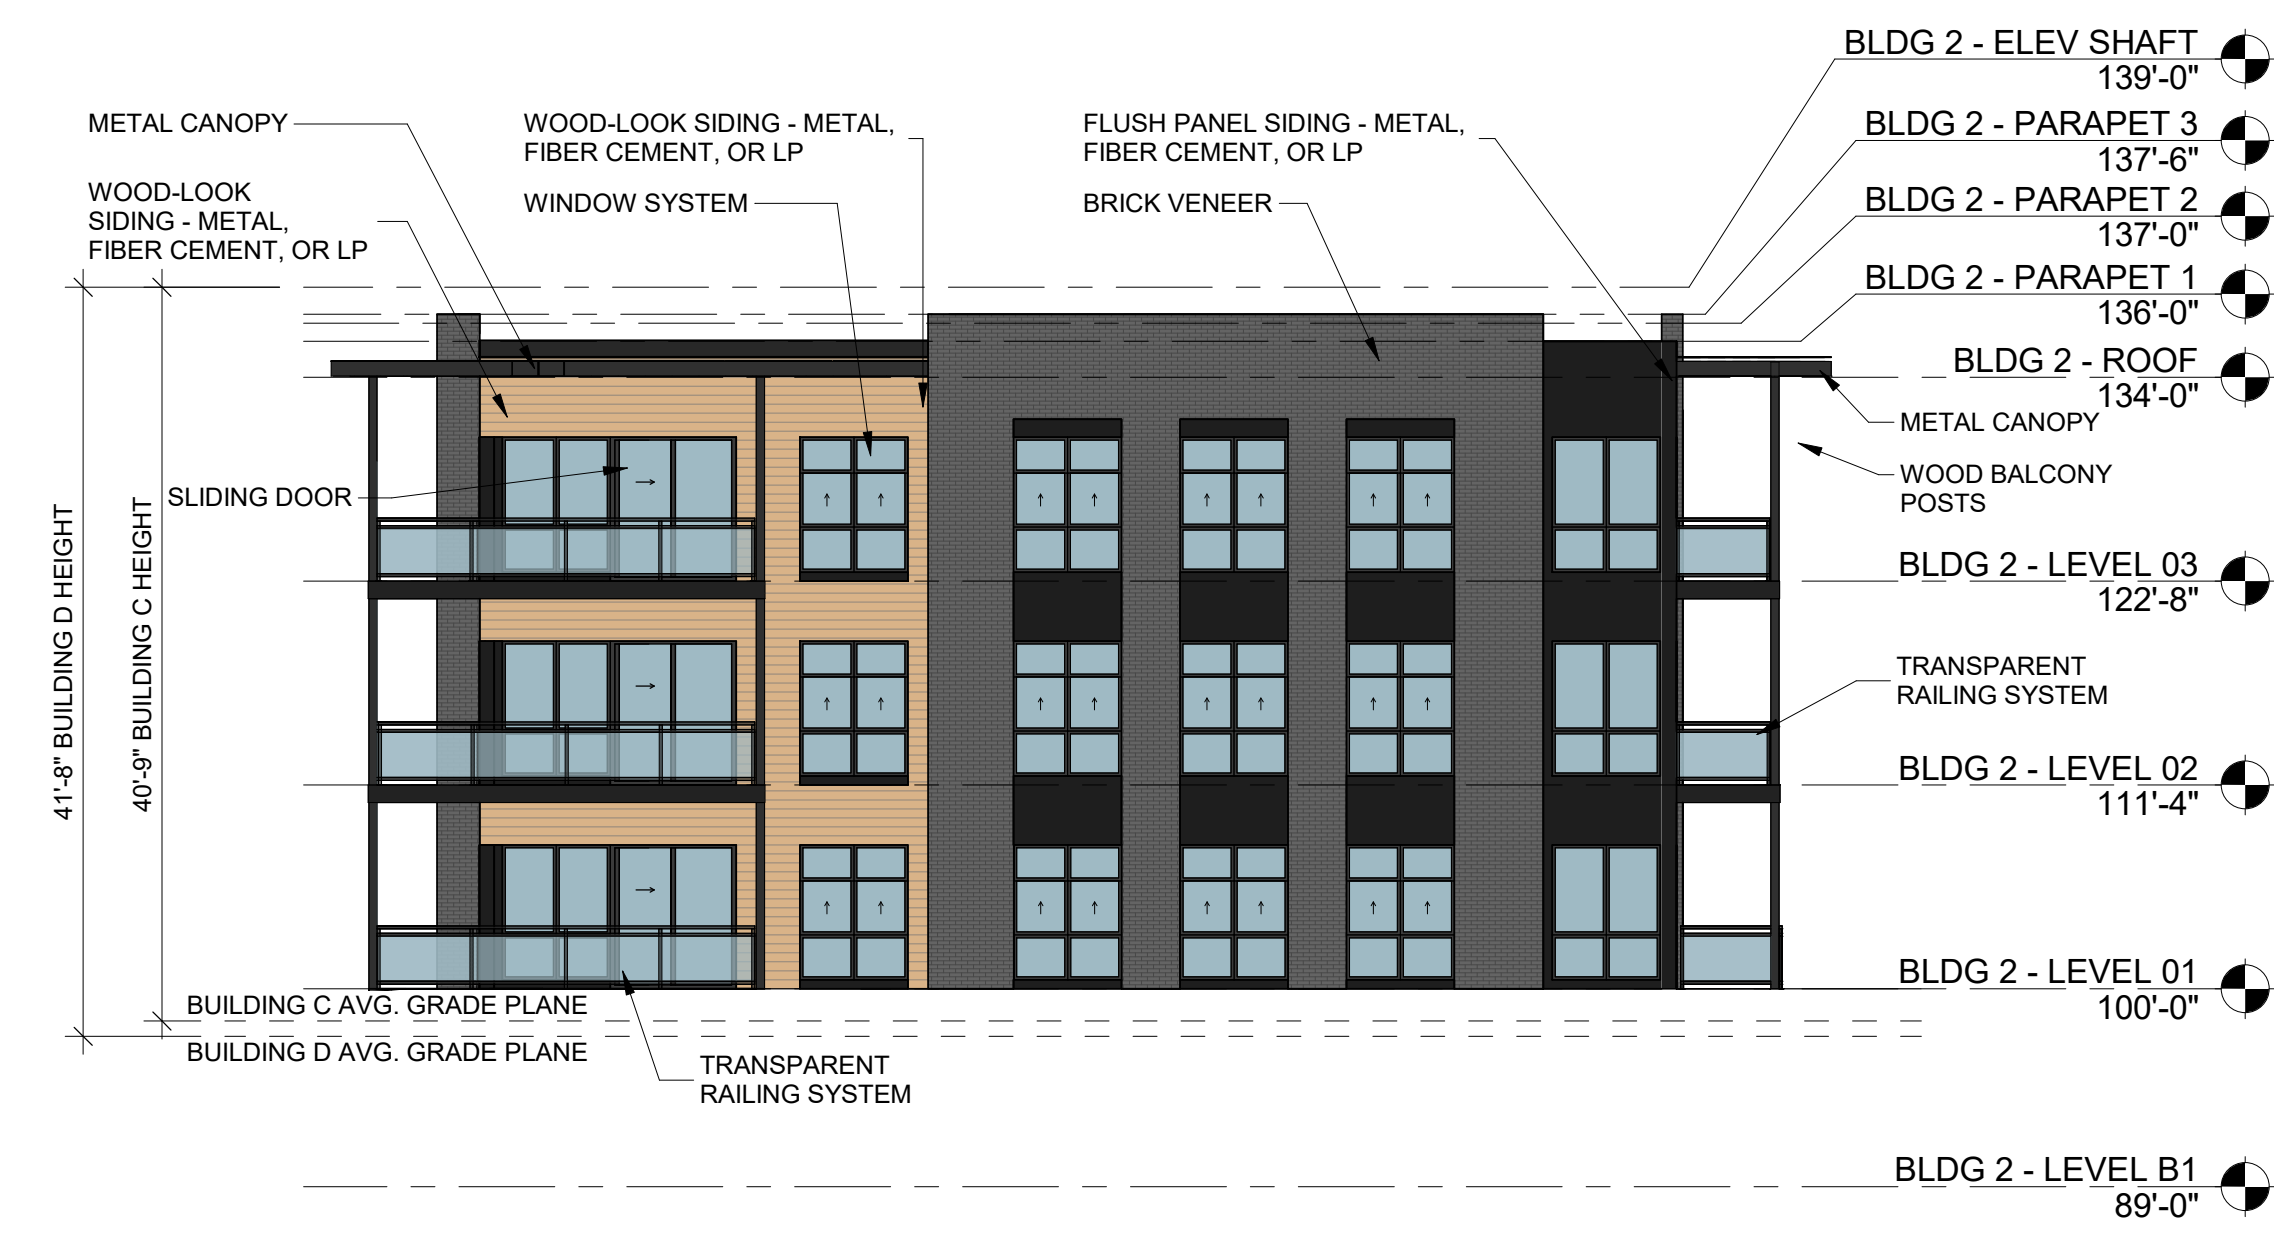 BLDG 2 - ELEV SHAFT
139'-0"
METAL CANOPY
WOOD-LOOK SIDING - METAL,
FIBER CEMENT, OR LP
FLUSH PANEL SIDING - METAL,
FIBER CEMENT, OR LP
BLDG 2 - PARAPET 3
137'-6"
WOOD-LOOK
SIDING - METAL,
FIBER CEMENT, OR LP
WINDOW SYSTEM
BRICK VENEER
BLDG 2 - PARAPET 2
137'-0"
BLDG 2 - PARAPET 1
136'-0"
BLDG 2 - ROOF
134'-0"
METAL CANOPY
WOOD BALCONY
POSTS
SLIDING DOOR
41'-8" BUILDING D HEIGHT
40'-9" BUILDING C HEIGHT
BLDG 2 - LEVEL 03
122'-8"
TRANSPARENT
RAILING SYSTEM
BLDG 2 - LEVEL 02
111'-4"
BLDG 2 - LEVEL 01
100'-0"
BUILDING C AVG. GRADE PLANE
BUILDING D AVG. GRADE PLANE
TRANSPARENT
RAILING SYSTEM
BLDG 2 - LEVEL B1
89'-0"